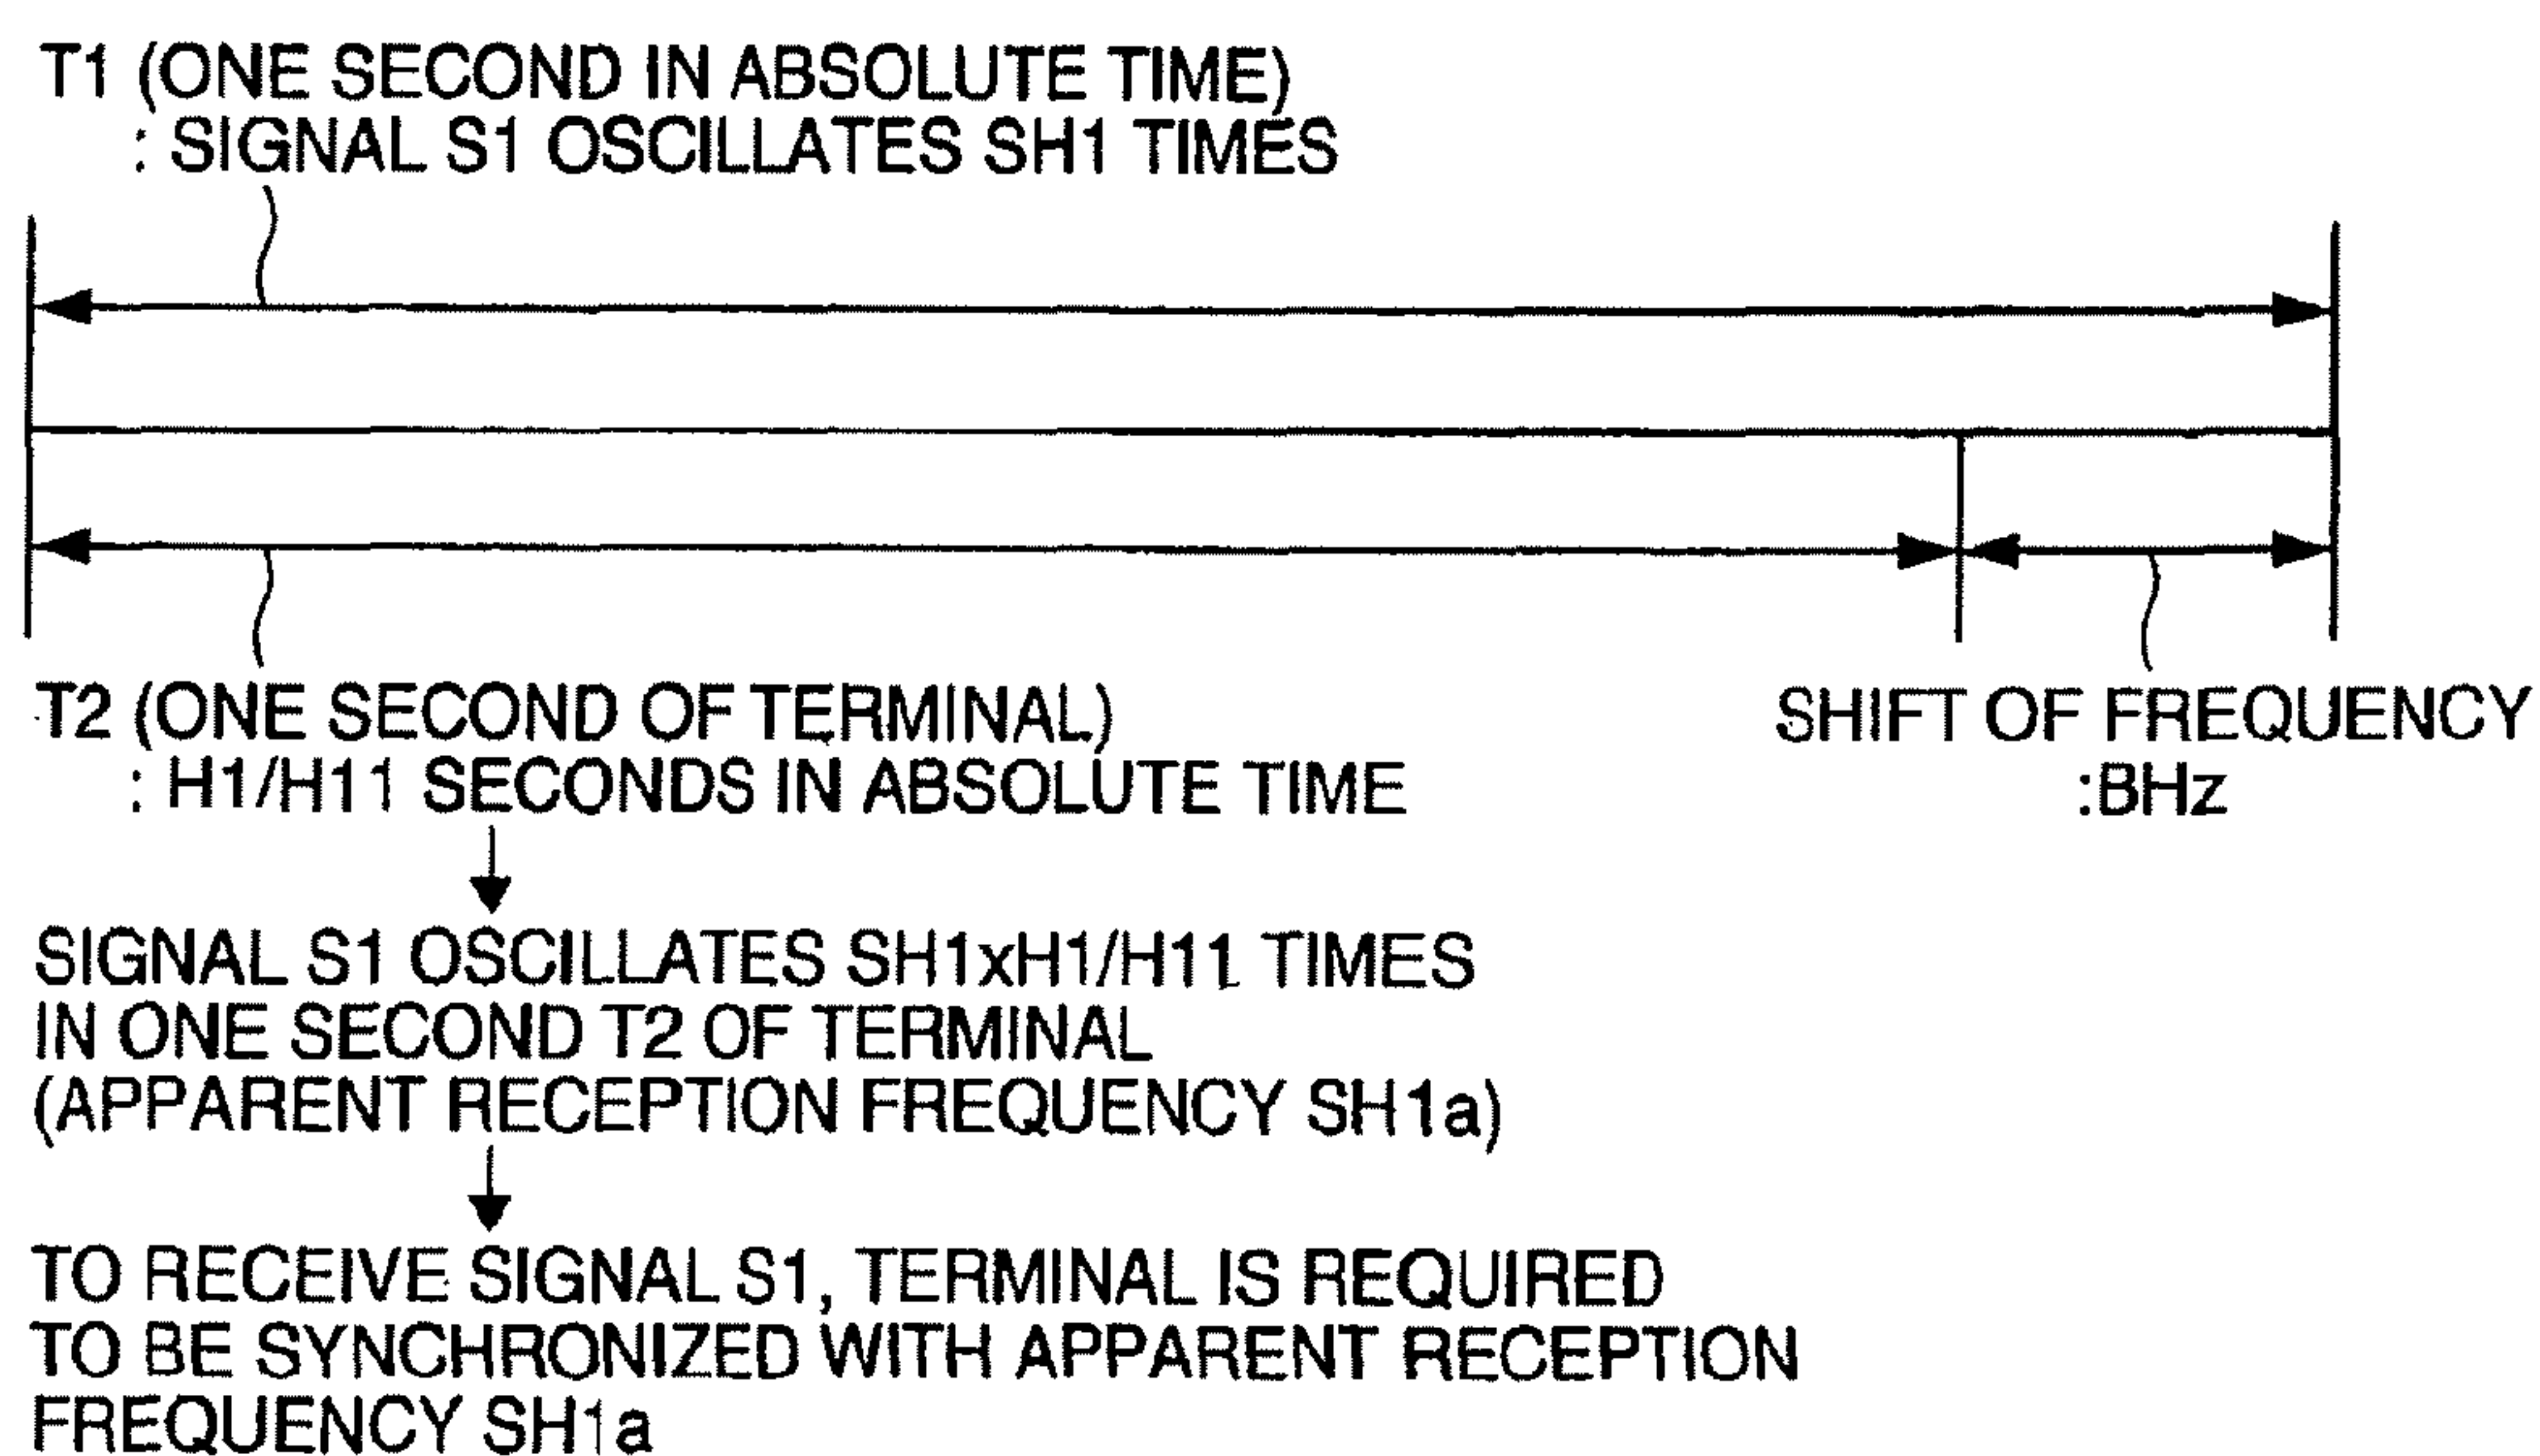 T1 (ONE SECOND IN ABSOLUTE TIME)
: SIGNAL S1 OSCILLATES SH1 TIMES
T2 (ONE SECOND OF TERMINAL)
: H1/H11 SECONDS IN ABSOLUTE TIME
SHIFT OF FREQUENCY
:BHz
SIGNAL S1 OSCILLATES SH1xH1/H11 TIMES
IN ONE SECOND T2 OF TERMINAL
(APPARENT RECEPTION FREQUENCY SH1a)
TO RECEIVE SIGNAL S1, TERMINAL IS REQUIRED
TO BE SYNCHRONIZED WITH APPARENT RECEPTION
FREQUENCY SH1a